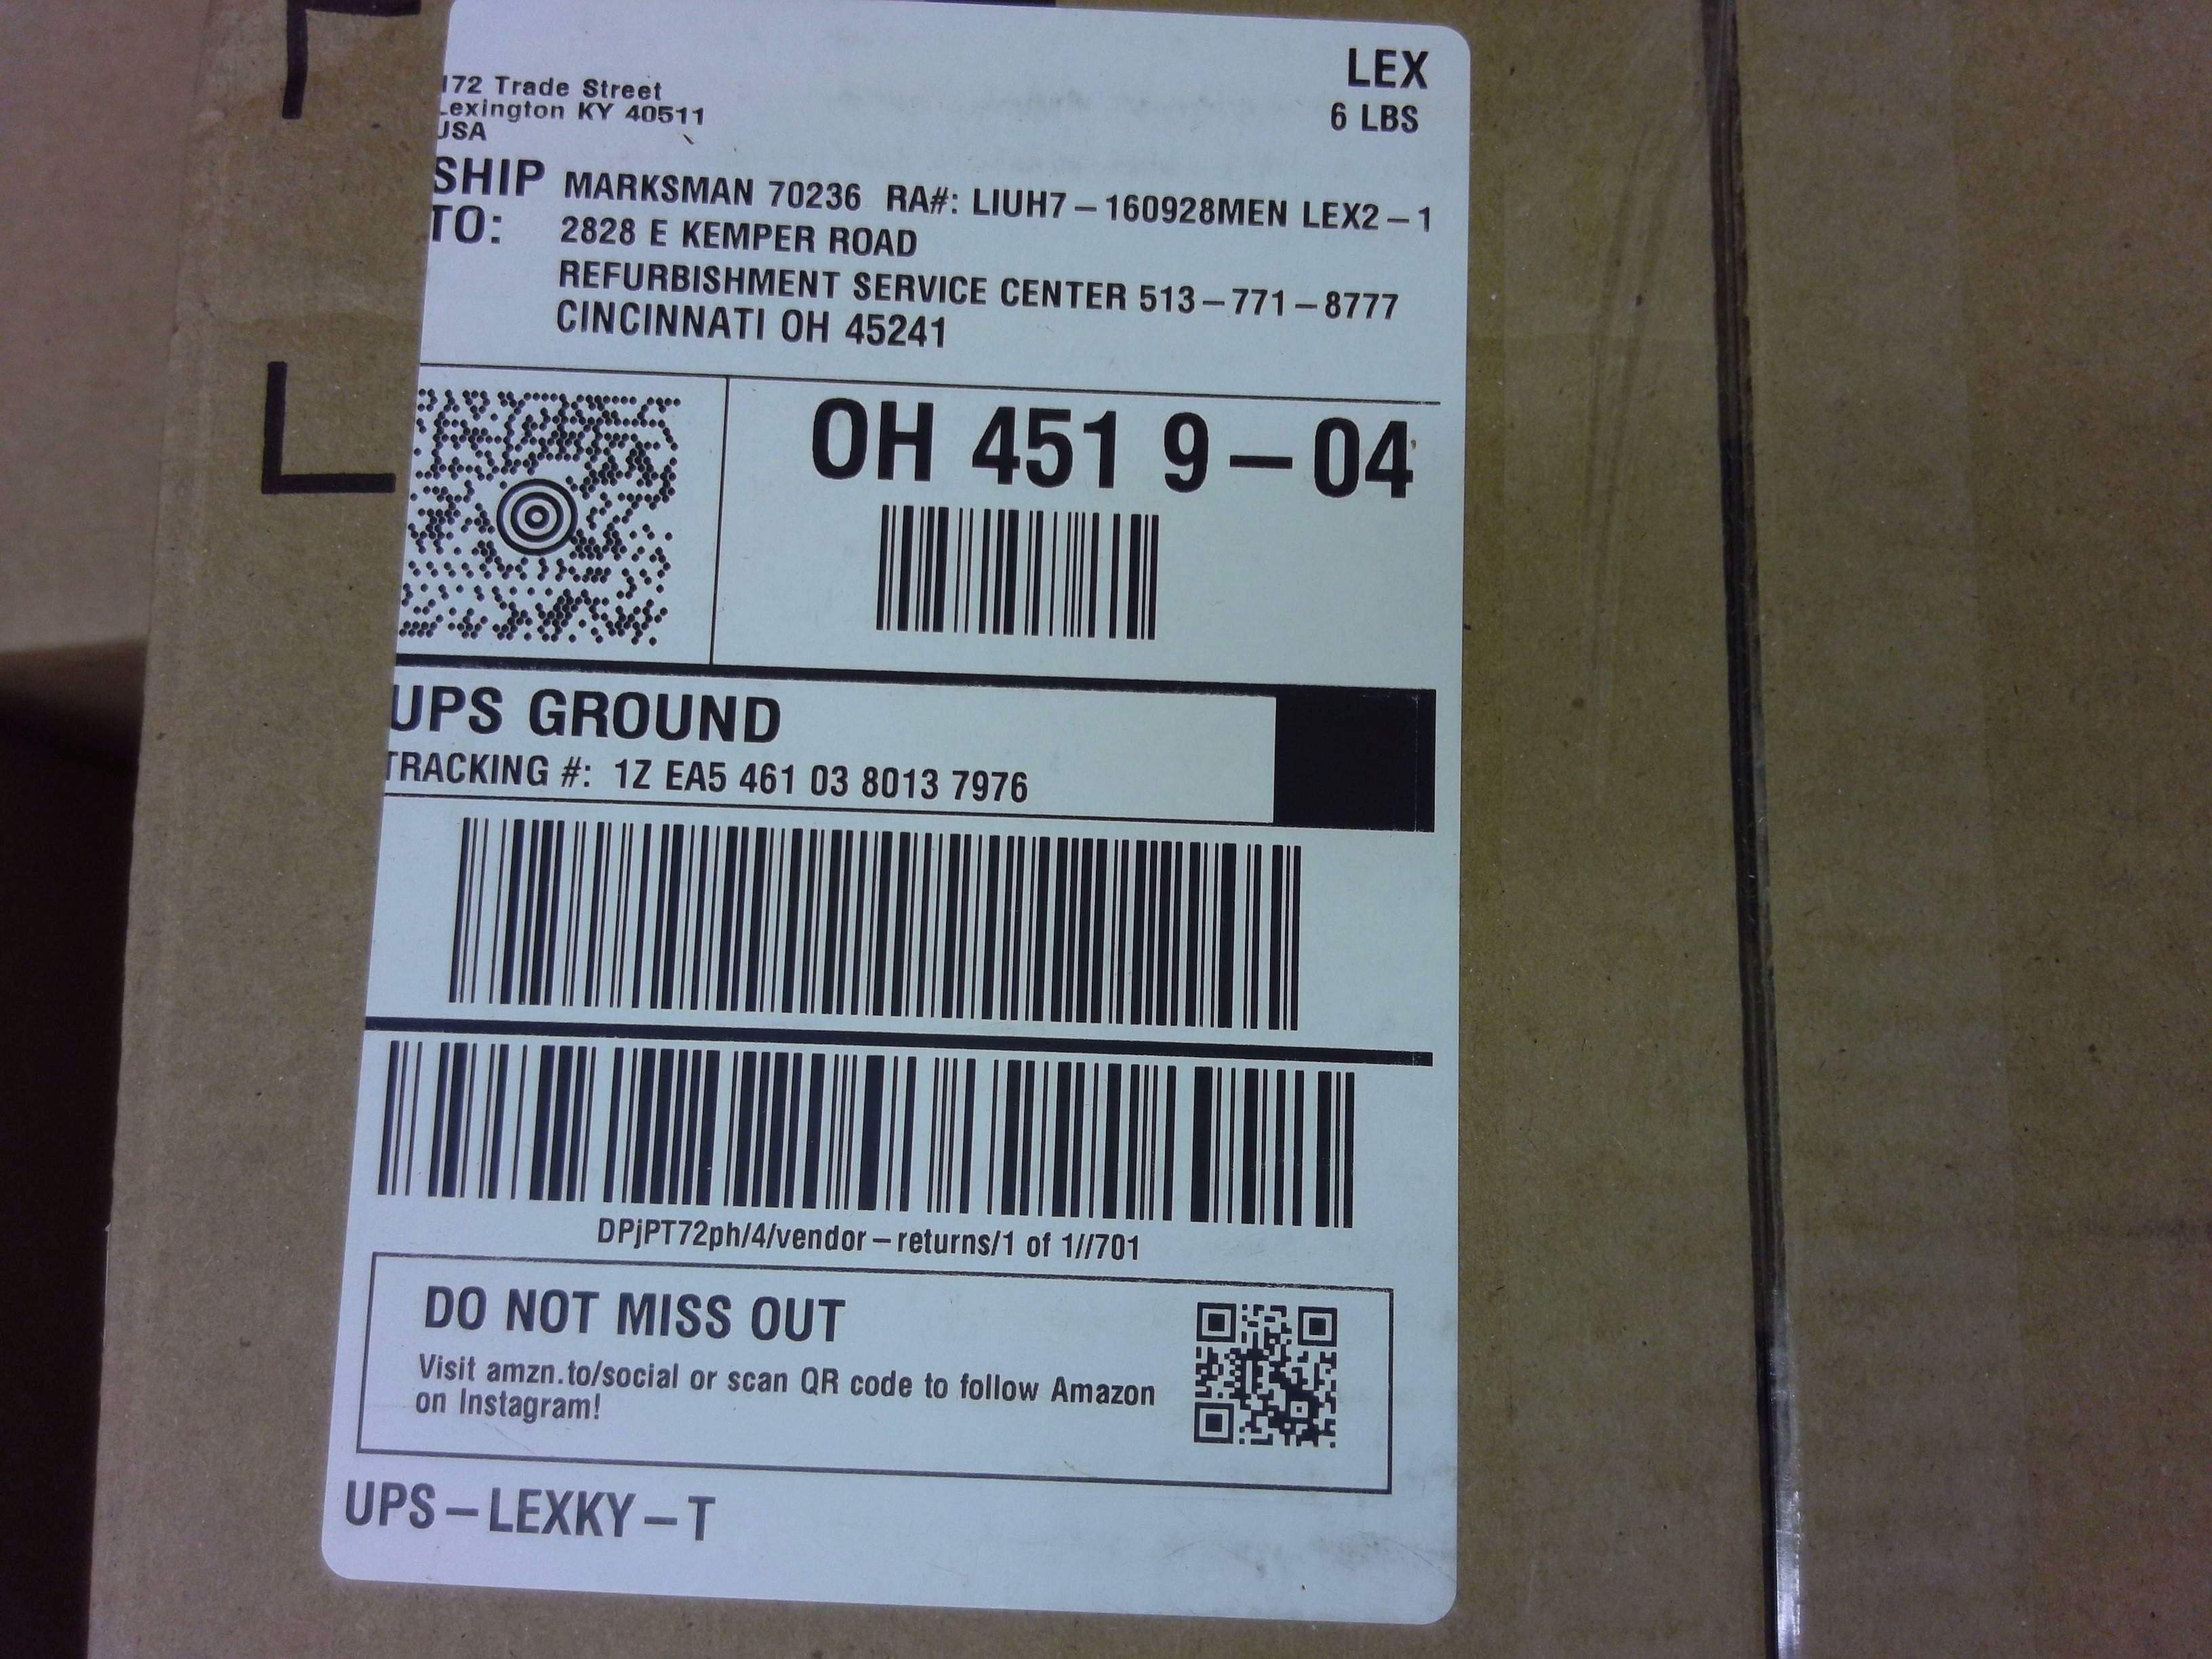 LEX
6 LBS
172 Trade Street
Lexington KY 40511
USA
SHIP TO:
MARKSMAN 70236 RA#: LIUH7-160928MEN LEX2-1
2828 E KEMPER ROAD
REFURBISHMENT SERVICE CENTER 513-771-8777
CINCINNATI OH 45241
OH 451 9-04
UPS GROUND
TRACKING #: 1Z EA5 461 03 8013 7976
DPjPT72ph/4/vendor-returns/1 of 1//701
DO NOT MISS OUT
Visit amzn.to/social or scan QR code to follow Amazon
on Instagram!
UPS-LEXKY-T